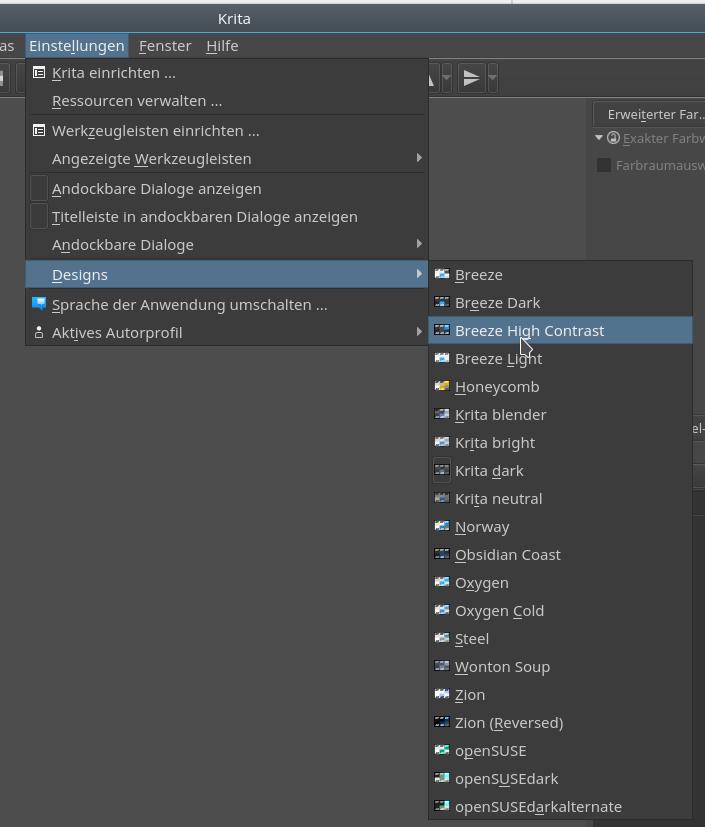 Krita
as Einstellungen Fenster Hilfe
Krita einrichten ...
Ressourcen verwalten ...
Werkzeugleisten einrichten ...
Angezeigte Werkzeugleisten
Andockbare Dialoge anzeigen
Titelleiste in andockbaren Dialoge anzeigen
Andockbare Dialoge
Designs
Sprache der Anwendung umschalten ...
Aktives Autorprofil
Breeze
Breeze Dark
Breeze High Contrast
Breeze Light
Honeycomb
Krita blender
Krita bright
Krita dark
Krita neutral
Norway
Obsidian Coast
Oxygen
Oxygen Cold
Steel
Wonton Soup
Zion
Zion (Reversed)
openSUSE
openSUSEdark
openSUSEdarkalternate
Erweiterter Far...
Exakter Farbw
Farbraumausw
el-